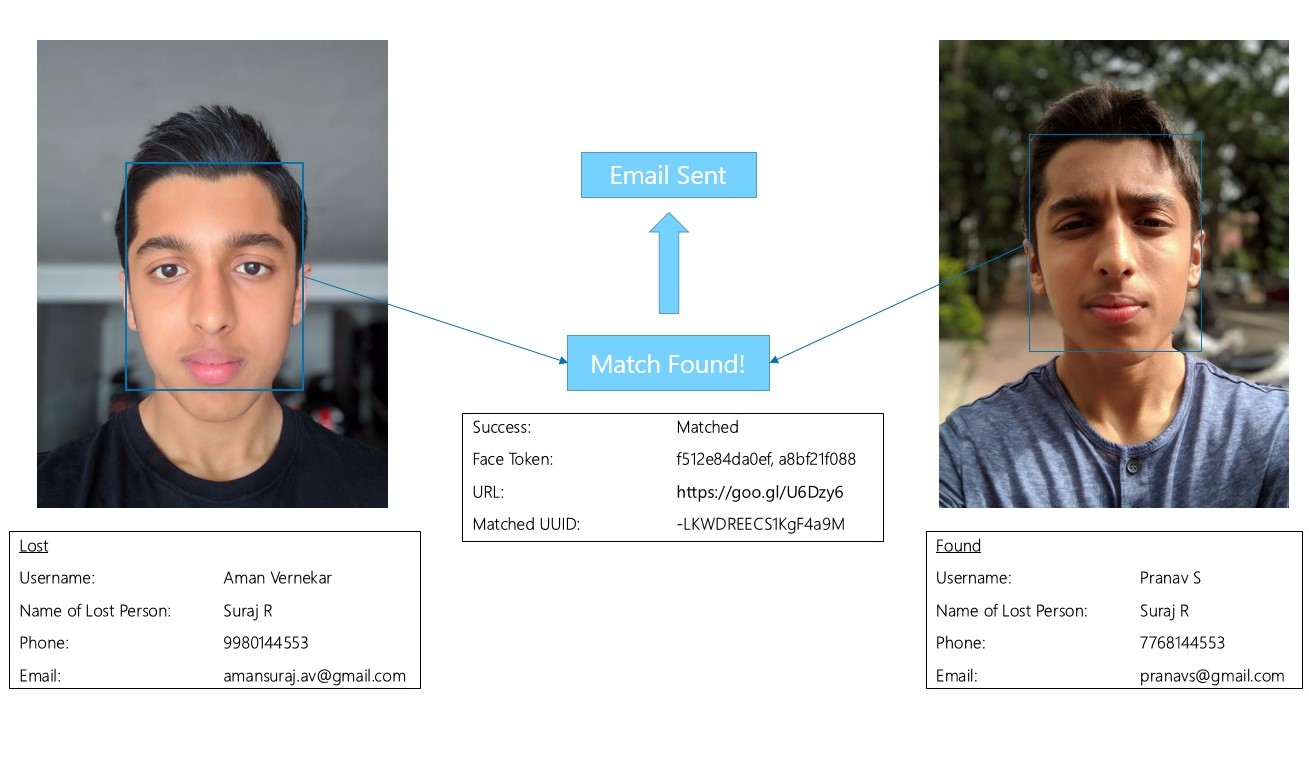 Email Sent
Match Found!
Success: Matched
Face Token: f512e84da0ef, a8bf21f088
URL: https://goo.gl/U6Dzy6
Matched UUID: -LKWDREECS1KgF4a9M
Lost
Username: Aman Vernekar
Name of Lost Person: Suraj R
Phone: 9980144553
Email: amansuraj.av@gmail.com
Found
Username: Pranav S
Name of Lost Person: Suraj R
Phone: 7768144553
Email: pranavs@gmail.com